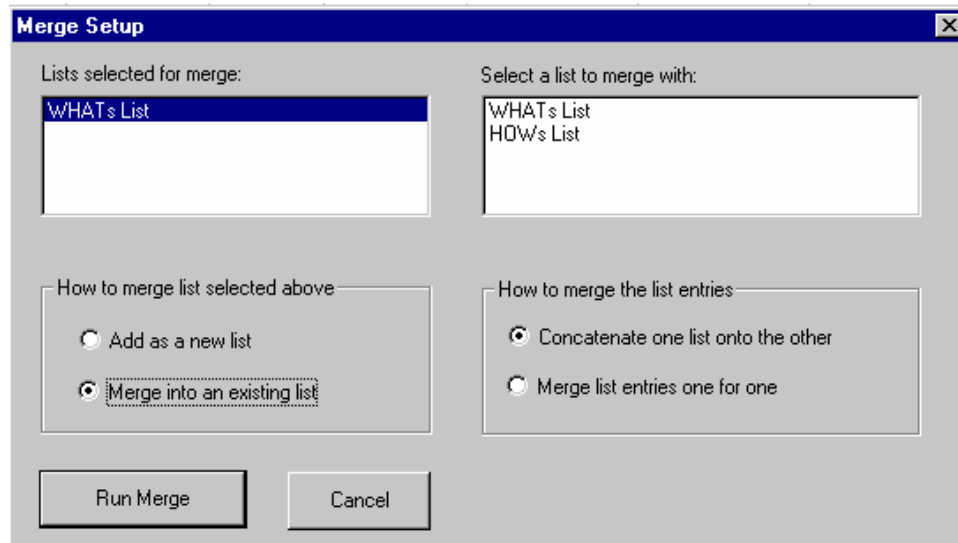 Merge Setup
Lists selected for merge:
WHATs List
Select a list to merge with:
WHATs List
HOWs List
How to merge list selected above
Add as a new list
Merge into an existing list
How to merge the list entries
Concatenate one list onto the other
Merge list entries one for one
Run Merge
Cancel